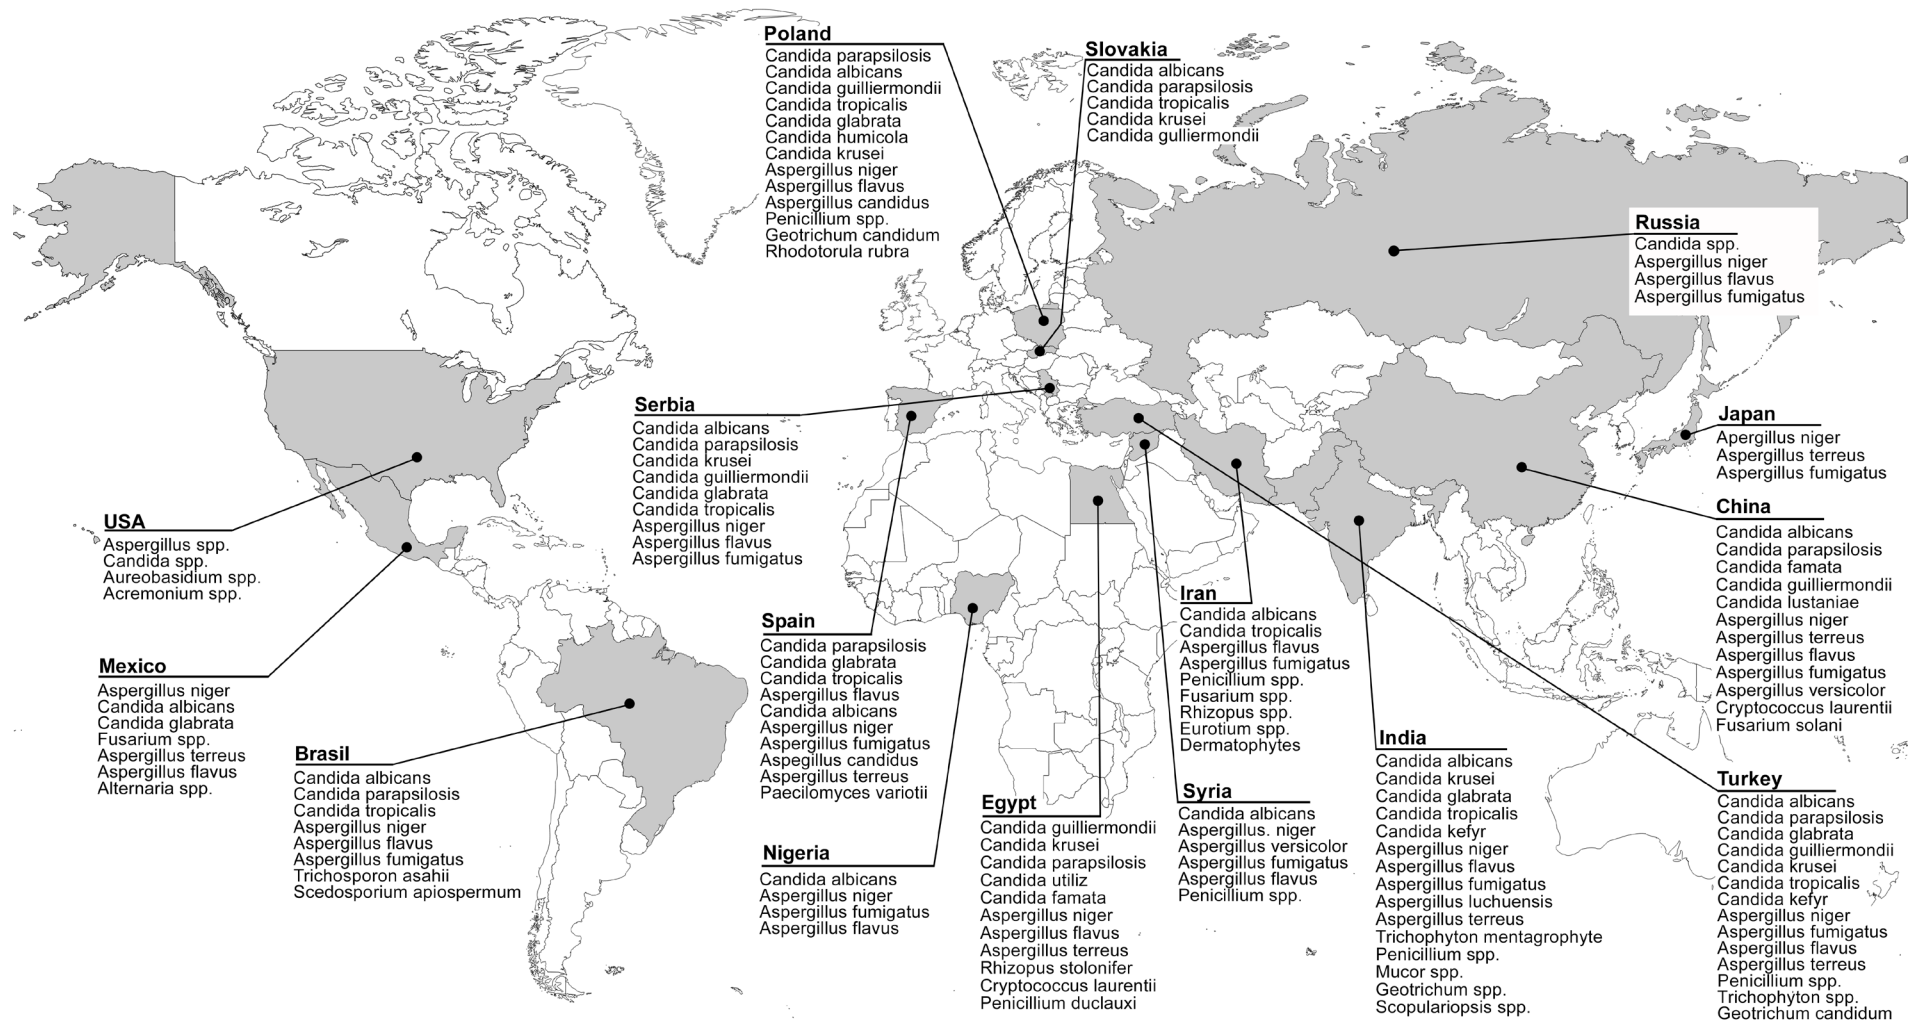 Poland
Candida parapsilosis
Candida albicans
Candida guilliermondii
Candida tropicalis
Candida glabrata
Candida humicola
Candida krusei
Aspergillus niger
Aspergillus flavus
Aspergillus candidus
Penicillium spp.
Geotrichum candidum
Rhodotorula rubra
Slovakia
Candida albicans
Candida parapsilosis
Candida tropicalis
Candida krusei
Candida gulliermondii
Russia
Candida spp.
Aspergillus niger
Aspergillus flavus
Aspergillus fumigatus
Serbia
Candida albicans
Candida parapsilosis
Candida krusei
Candida guilliermondii
Candida glabrata
Candida tropicalis
Aspergillus niger
Aspergillus flavus
Aspergillus fumigatus
Japan
Apergillus niger
Aspergillus terreus
Aspergillus fumigatus
USA
Aspergillus spp.
Candida spp.
Aureobasidium spp.
Acremonium spp.
China
Candida albicans
Candida parapsilosis
Candida famata
Candida guilliermondii
Candida lustaniae
Aspergillus niger
Aspergillus terreus
Aspergillus flavus
Aspergillus fumigatus
Aspergillus versicolor
Cryptococcus laurentii
Fusarium solani
Mexico
Aspergillus niger
Candida albicans
Candida glabrata
Fusarium spp.
Aspergillus terreus
Aspergillus flavus
Alternaria spp.
Brasil
Candida albicans
Candida parapsilosis
Candida tropicalis
Aspergillus niger
Aspergillus flavus
Aspergillus fumigatus
Trichosporon asahii
Scedosporium apiospermum
Spain
Candida parapsilosis
Candida glabrata
Candida tropicalis
Aspergillus flavus
Candida albicans
Aspergillus niger
Aspergillus fumigatus
Aspegillus candidus
Aspergillus terreus
Paecilomyces variotii
Nigeria
Candida albicans
Aspergillus niger
Aspergillus fumigatus
Aspergillus flavus
Egypt
Candida guilliermondii
Candida krusei
Candida parapsilosis
Candida utiliz
Candida famata
Aspergillus niger
Aspergillus flavus
Aspergillus terreus
Rhizopus stolonifer
Cryptococcus laurentii
Penicillium duclauxi
Iran
Candida albicans
Candida tropicalis
Aspergillus flavus
Aspergillus fumigatus
Penicillium spp.
Fusarium spp.
Rhizopus spp.
Eurotium spp.
Dermatophytes
Syria
Candida albicans
Aspergillus. niger
Aspergillus versicolor
Aspergillus fumigatus
Aspergillus flavus
Penicillium spp.
India
Candida albicans
Candida krusei
Candida glabrata
Candida tropicalis
Candida kefyr
Aspergillus niger
Aspergillus flavus
Aspergillus fumigatus
Aspergillus luchuensis
Aspergillus terreus
Trichophyton mentagrophyte
Penicillium spp.
Mucor spp.
Geotrichum spp.
Scopulariopsis spp.
Turkey
Candida albicans
Candida parapsilosis
Candida glabrata
Candida guilliermondii
Candida krusei
Candida tropicalis
Candida kefyr
Aspergillus niger
Aspergillus fumigatus
Aspergillus flavus
Aspergillus terreus
Penicillium spp.
Trichophyton spp.
Geotrichum candidum